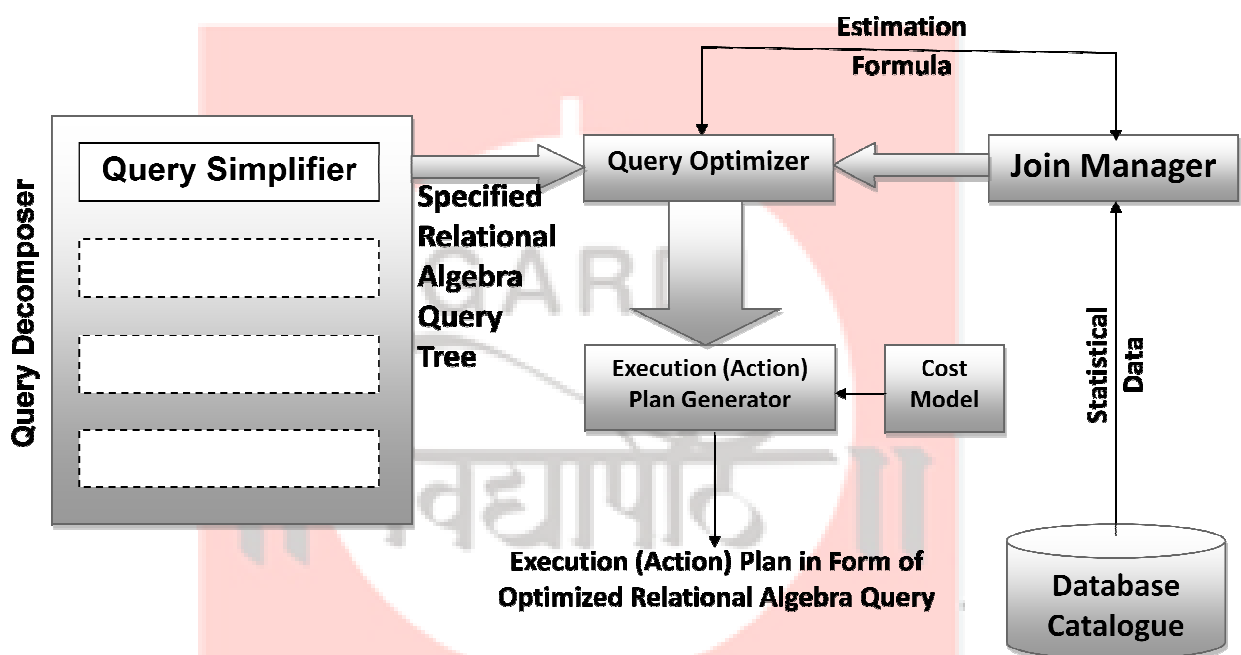 Estimation
Formula
Query Decomposer
Query Simplifier
Specified
Relational
Algebra
Query
Tree
Query Optimizer
Join Manager
Execution (Action)
Plan Generator
Cost
Model
Statistical
Data
Execution (Action) Plan in Form of
Optimized Relational Algebra Query
Database
Catalogue
विद्यापीठ